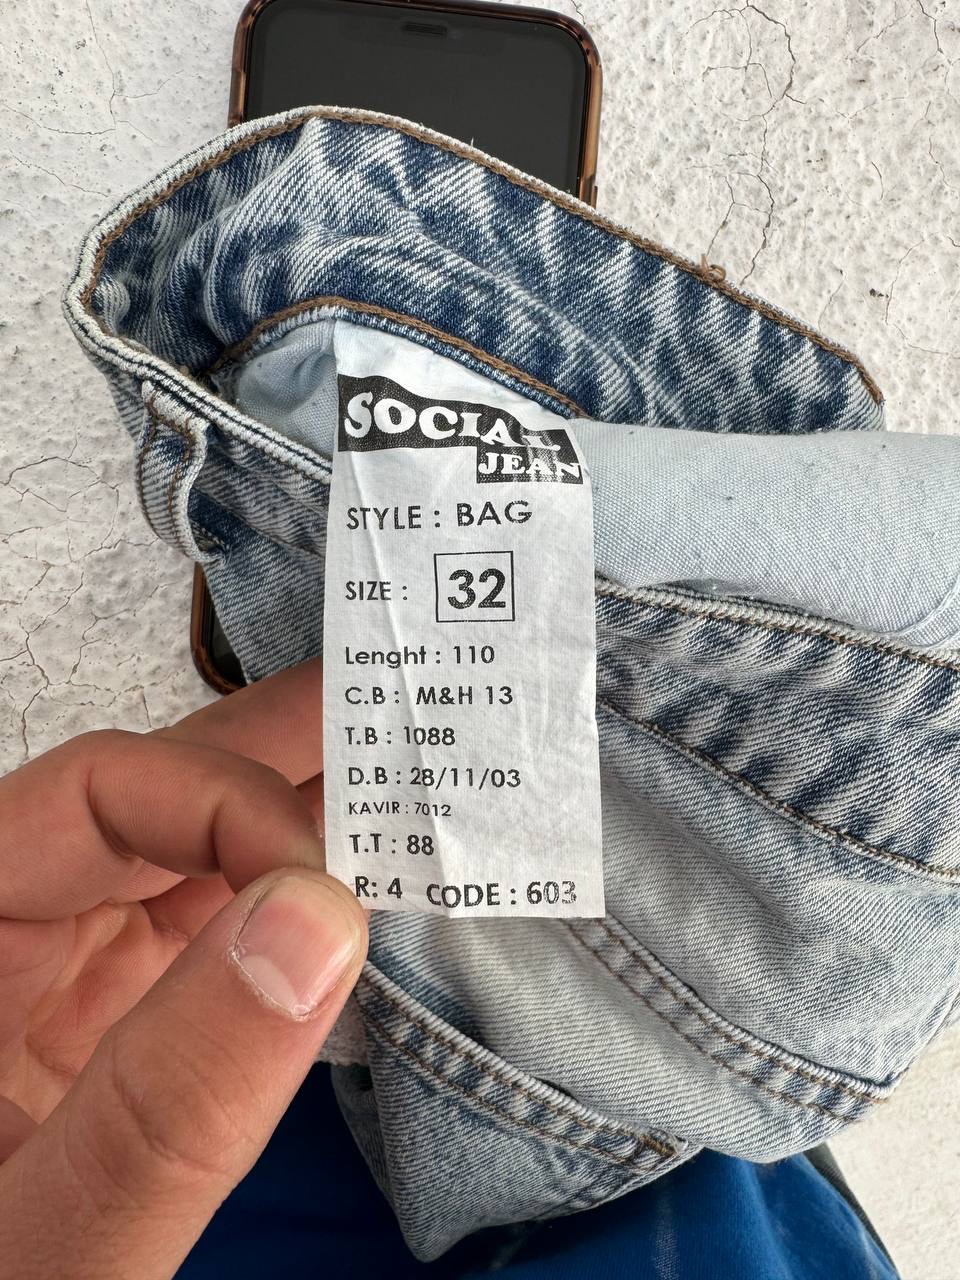 SOCIAL
JEAN
STYLE : BAG
SIZE : 32
Lenght : 110
C.B : M&H 13
T.B : 1088
D.B : 28/11/03
KAVIR : 7012
T.T : 88
R: 4 CODE : 603